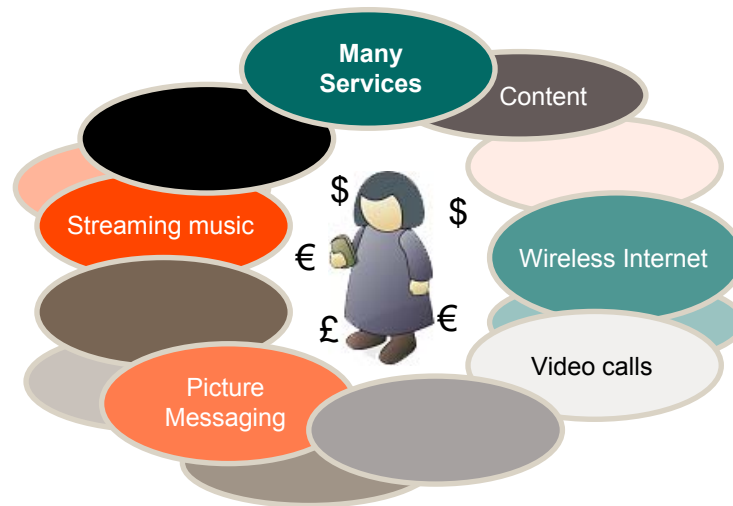 Many
Services
Content
$
$
Streaming music
€
Wireless Internet
£
€
Video calls
Picture
Messaging